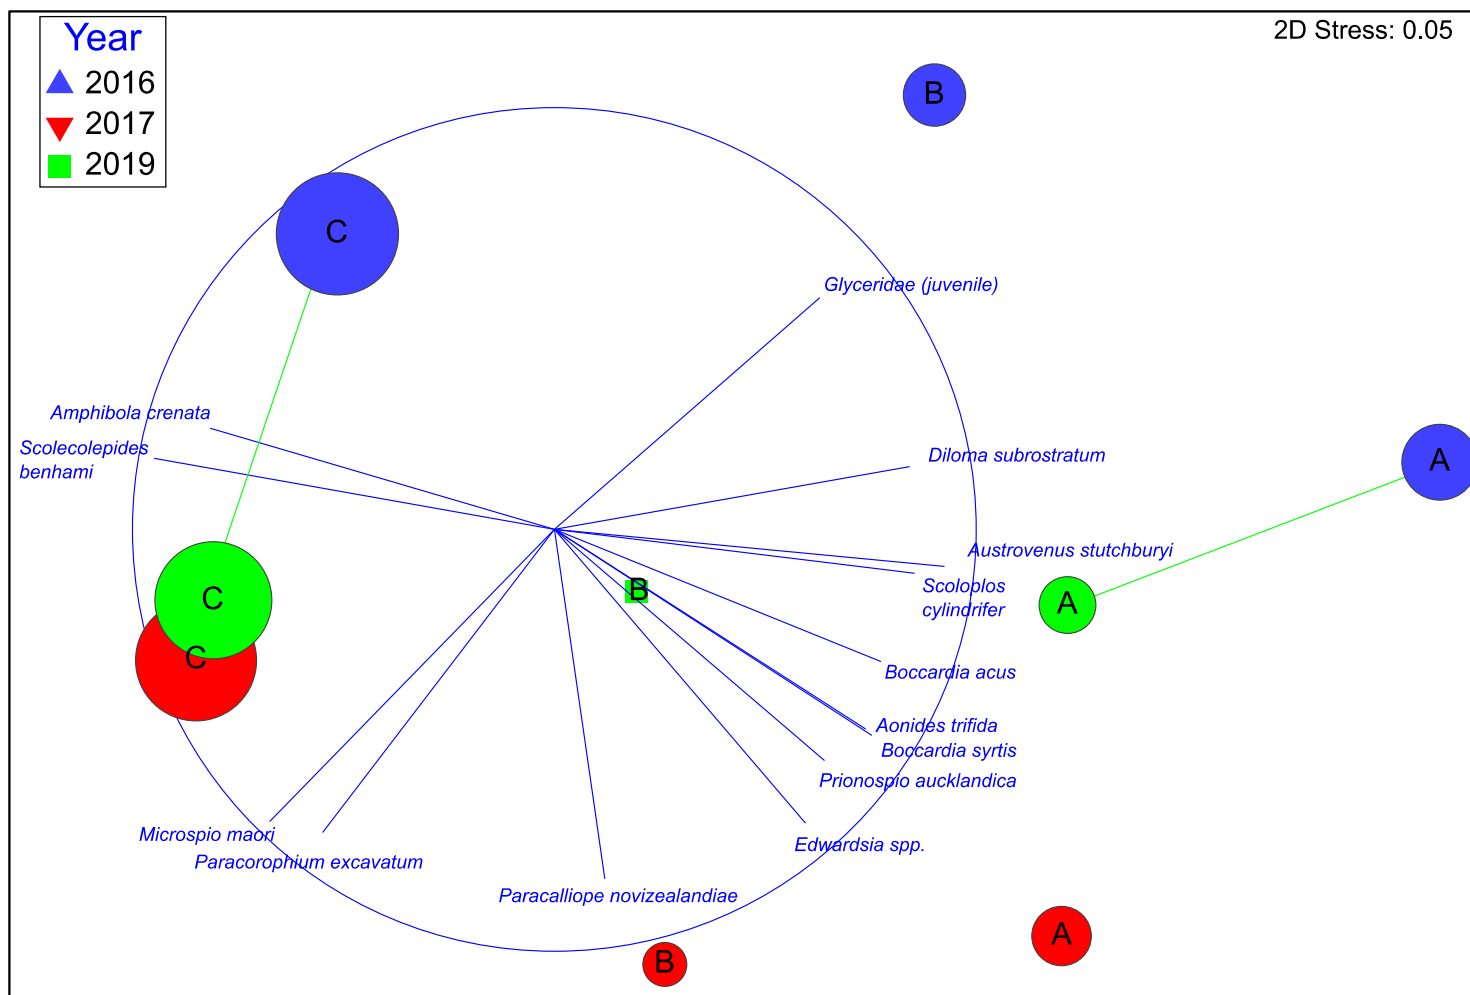 Year
2016
2017
2019
2D Stress: 0.05
B
C
Glyceridae (juvenile)
Amphibola crenata
Scolecolepides
benhami
Diloma subrostratum
A
Austrovenus stutchburyi
Scoloplos
cylindrifer
B
C
A
C
Boccardia acus
Aonides trifida
Boccardia syrtis
Prionospio aucklandica
Microspio maori
Paracorophium excavatum
Edwardsia spp.
Paracalliope novizealandiae
A
B